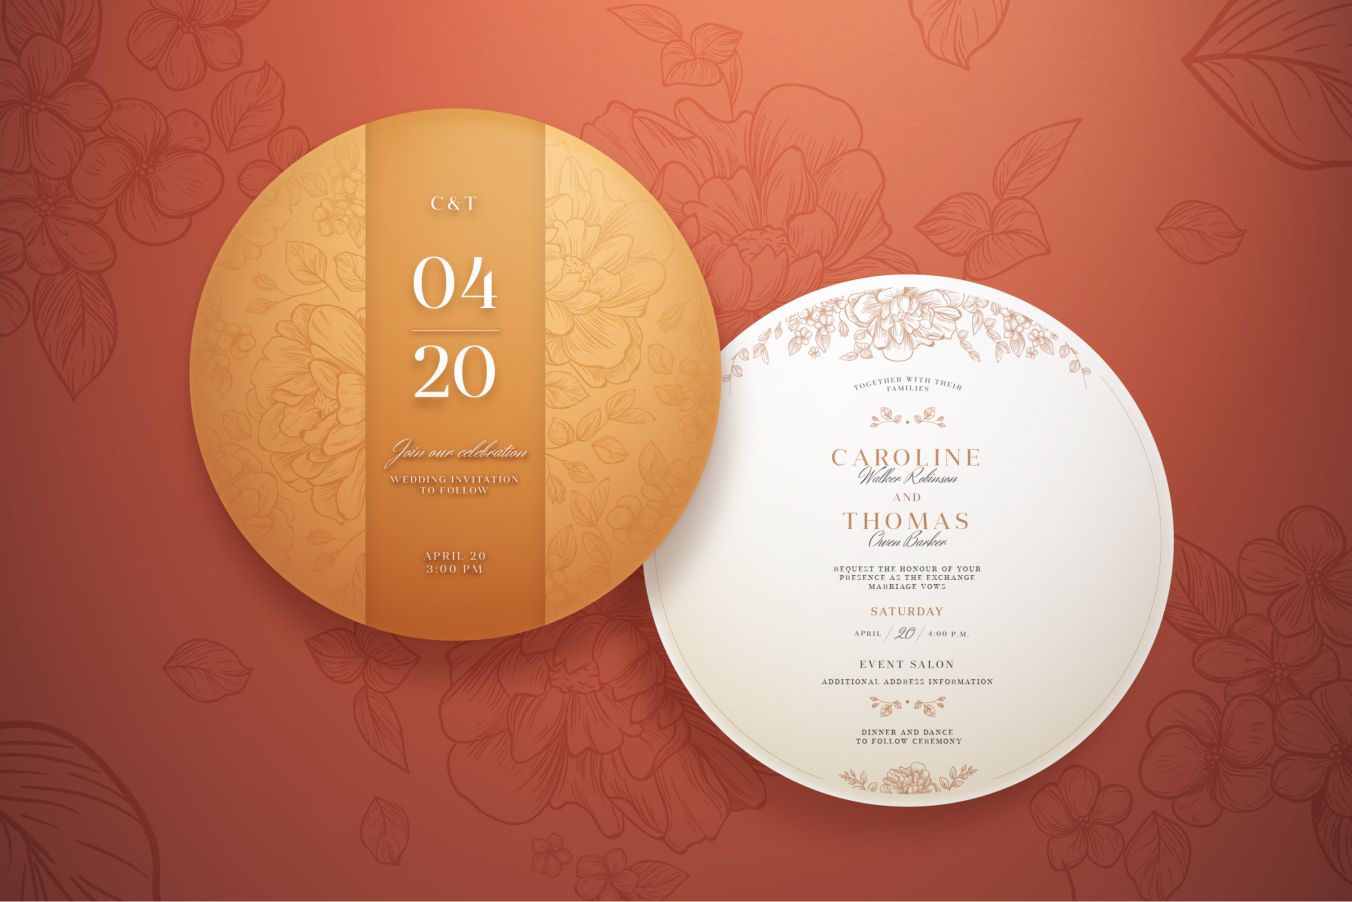 C&T
04
20
Join our celebration
WEDDING INVITATION
TO FOLLOW
APRIL 20
3:00 PM
TOGETHER WITH THEIR
FAMILIES
CAROLINE
Walker Robinson
AND
THOMAS
Owen Barker
REQUEST THE HONOUR OF YOUR
PRESENCE AS THE EXCHANGE
MARRIAGE VOWS
SATURDAY
APRIL / 20 / 4:00 P.M.
EVENT SALON
ADDITIONAL ADDRESS INFORMATION
DINNER AND DANCE
TO FOLLOW CEREMONY